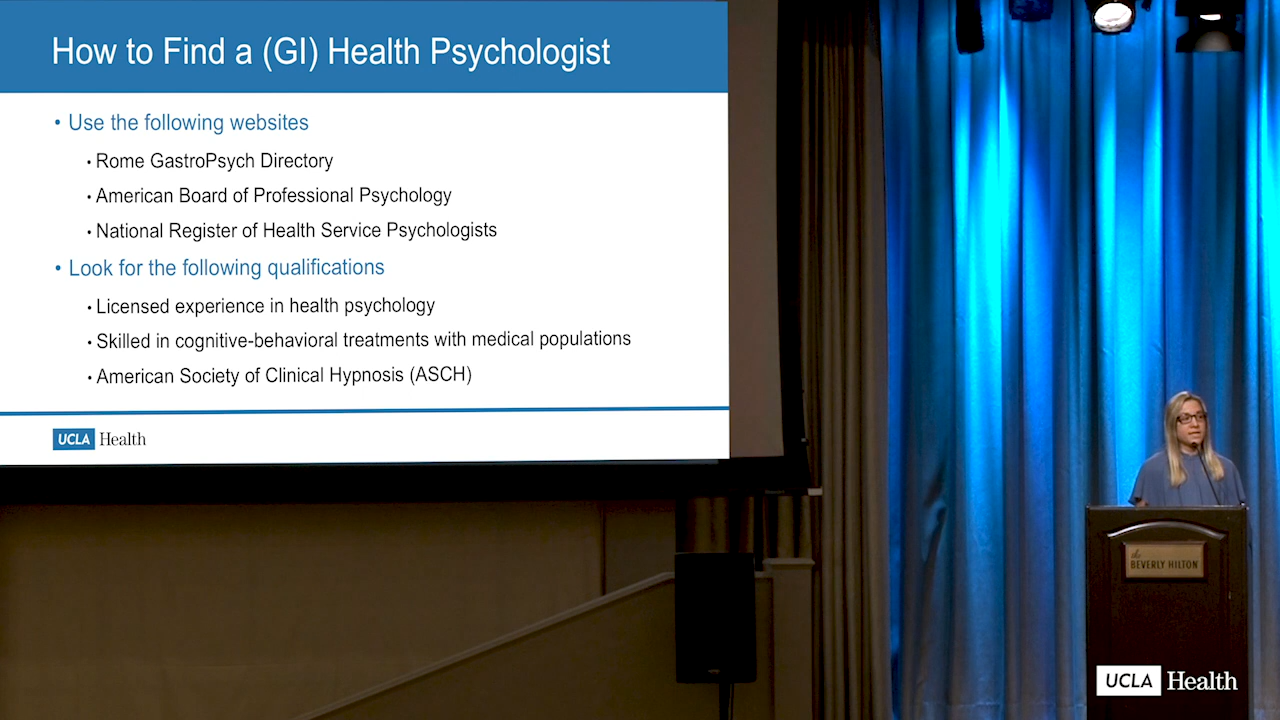 How to Find a (GI) Health Psychologist
• Use the following websites
• Rome GastroPsych Directory
• American Board of Professional Psychology
• National Register of Health Service Psychologists
• Look for the following qualifications
• Licensed experience in health psychology
• Skilled in cognitive-behavioral treatments with medical populations
• American Society of Clinical Hypnosis (ASCH)
UCLA Health
the
BEVERLY HILTON
UCLA Health